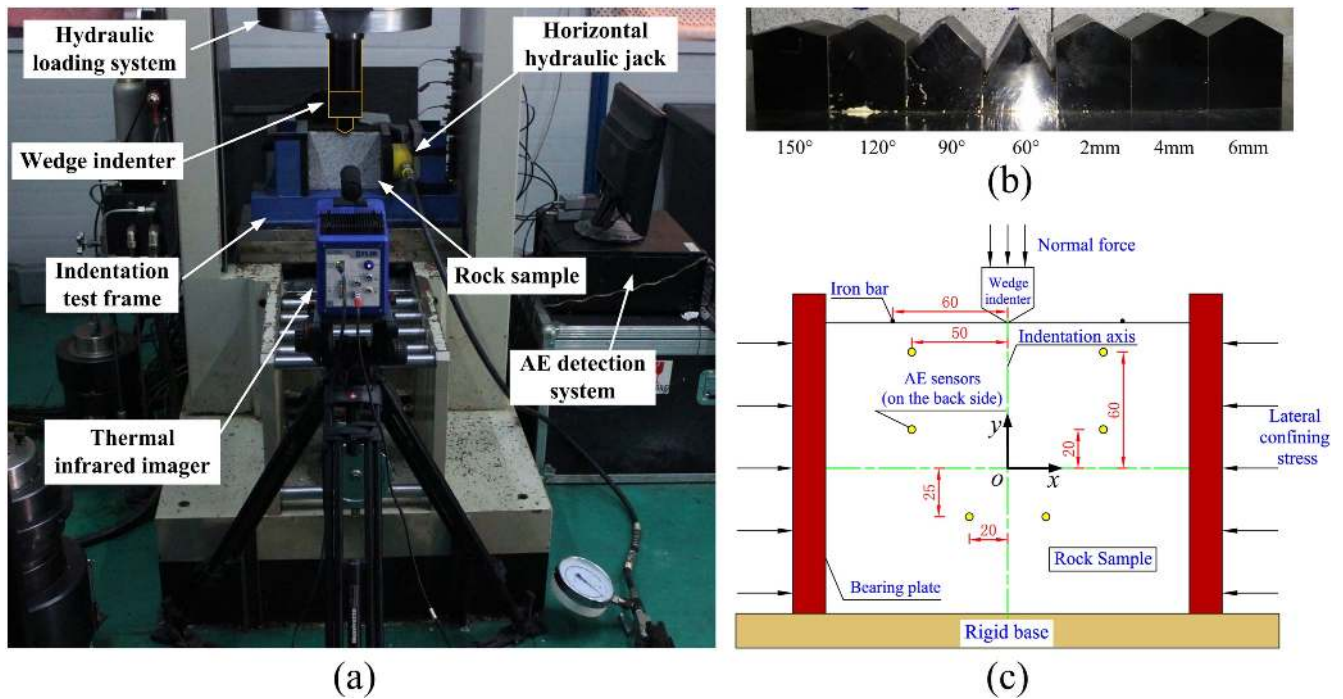 Hydraulic
loading system
Horizontal
hydraulic jack
Wedge indenter
Indentation
test frame
Rock sample
AE detection
system
Thermal
infrared imager
(a)
150°
120°
90°
60°
2mm
4mm
6mm
(b)
Normal force
Iron bar
60
Wedge
indenter
50
Indentation axis
AE sensors
(on the back side)
60
Lateral
confining
stress
y
20
o
x
25
20
Rock Sample
Bearing plate
Rigid base
(c)